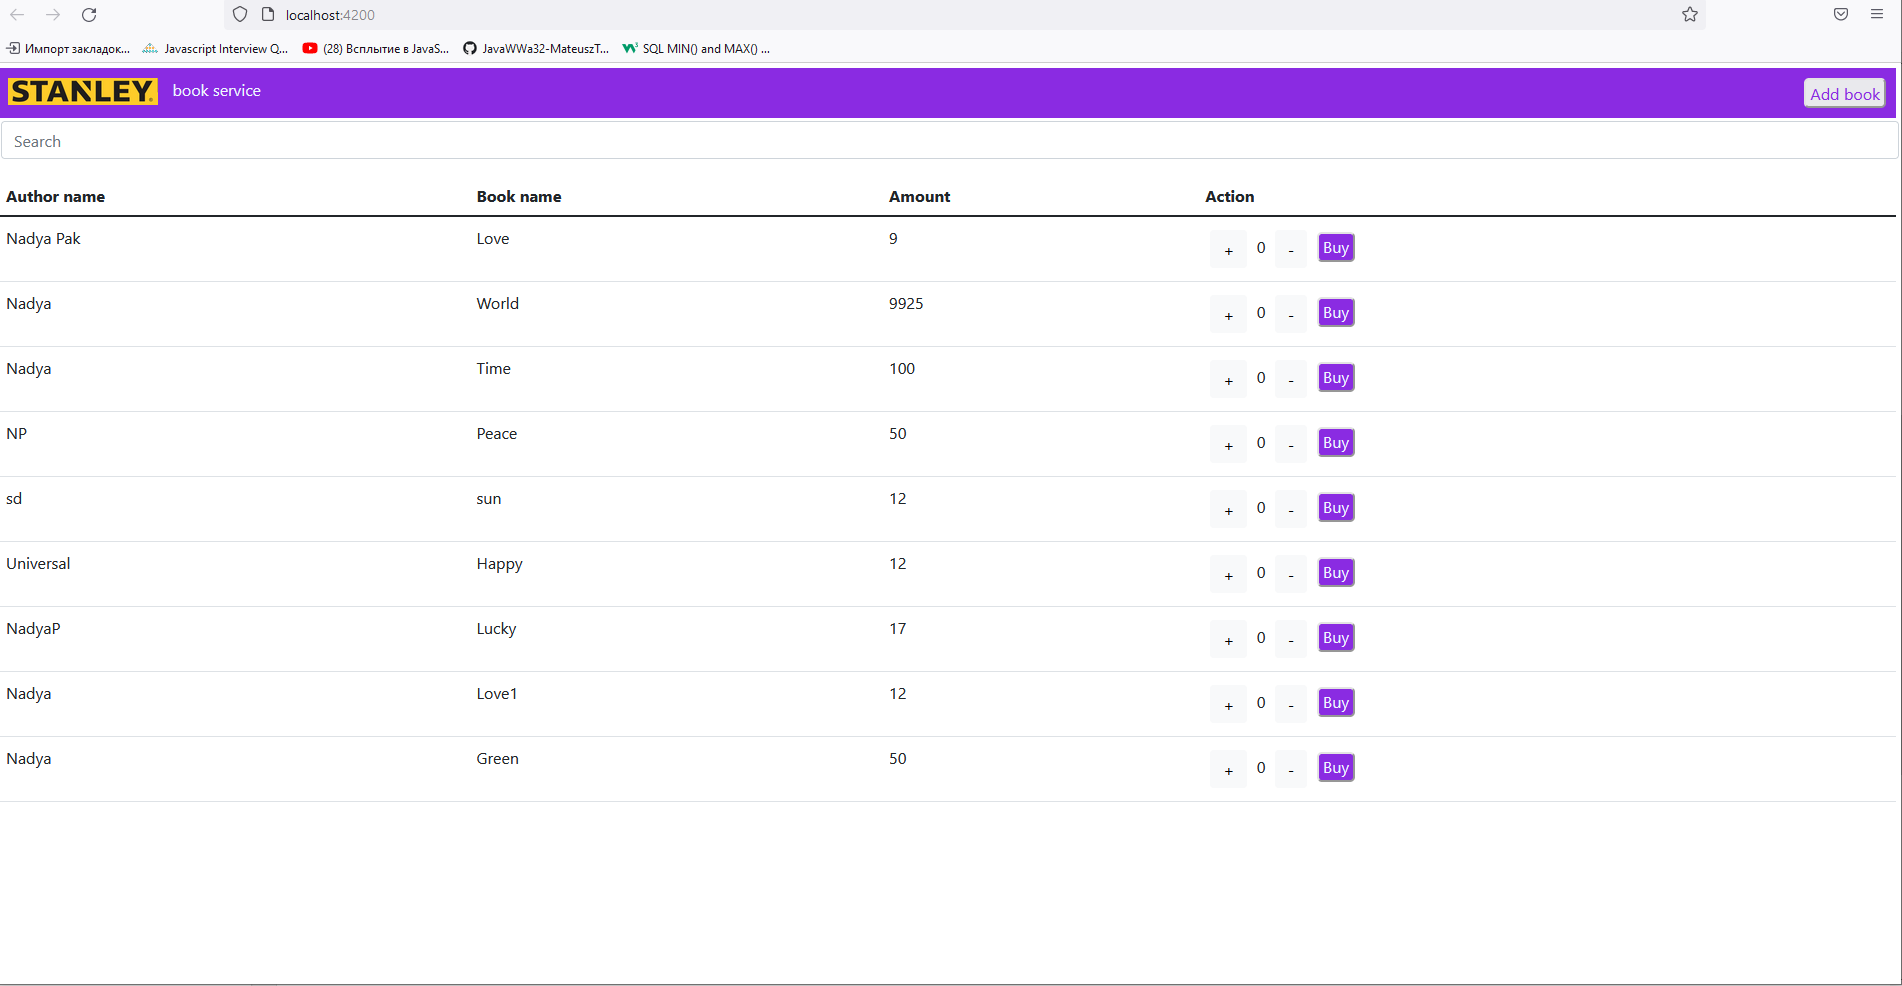 localhost:4200
Импорт закладок... Javascript Interview Q... (28) Всплытие в JavaS... JavaWWa32-MateuszT... SQL MIN() and MAX() ...
STANLEY book service Add book
Search
Author name Book name Amount Action
Nadya Pak Love 9 + 0 - Buy
Nadya World 9925 + 0 - Buy
Nadya Time 100 + 0 - Buy
NP Peace 50 + 0 - Buy
sd sun 12 + 0 - Buy
Universal Happy 12 + 0 - Buy
NadyaP Lucky 17 + 0 - Buy
Nadya Love1 12 + 0 - Buy
Nadya Green 50 + 0 - Buy